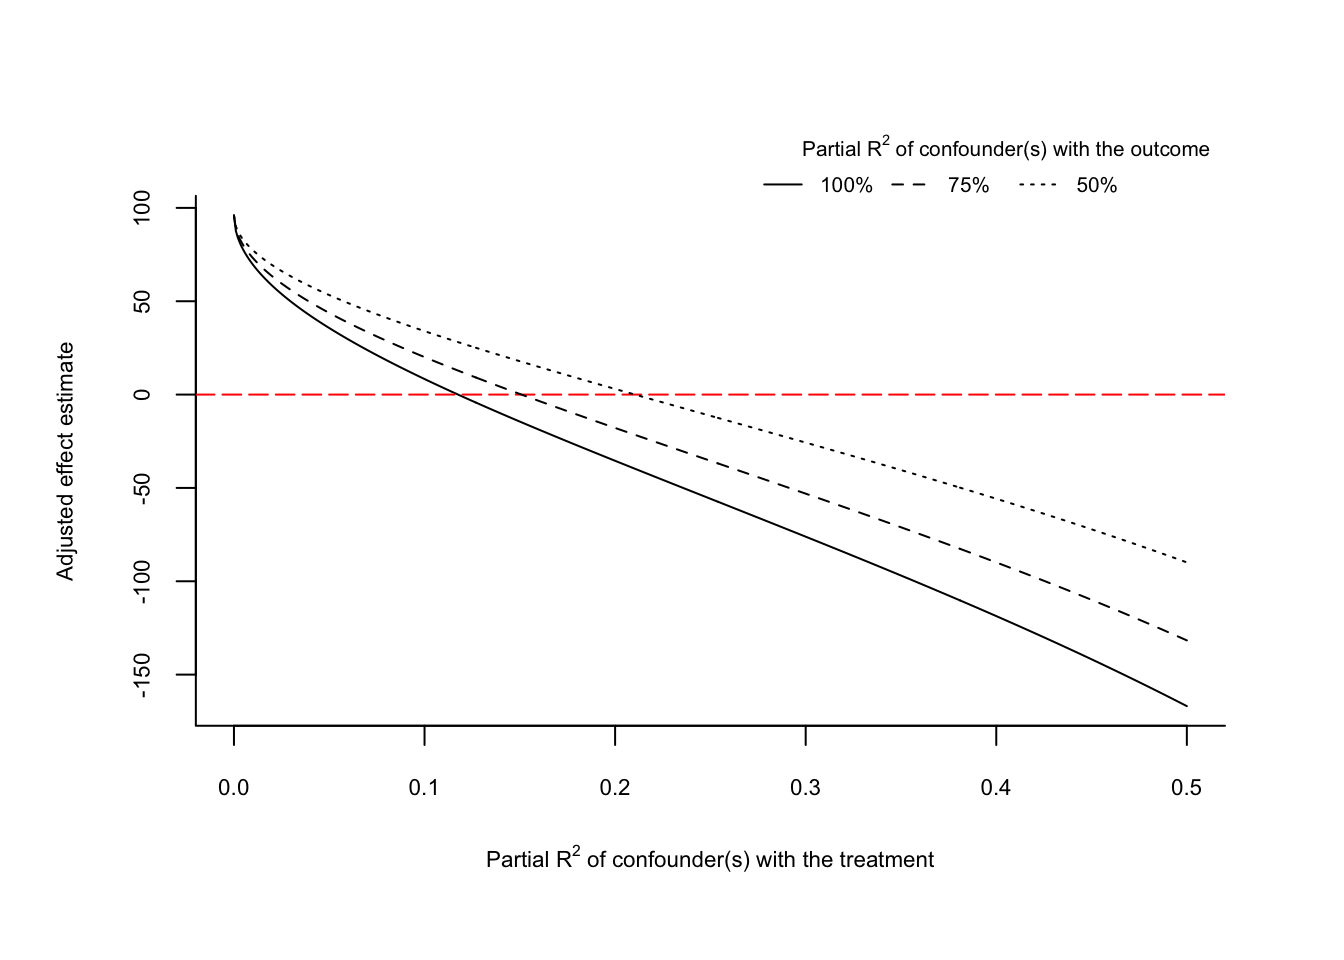 Partial R² of confounder(s) with the outcome
100% 75% 50%
Adjusted effect estimate
100
50
0
-50
-100
-150
0.0 0.1 0.2 0.3 0.4 0.5
Partial R² of confounder(s) with the treatment